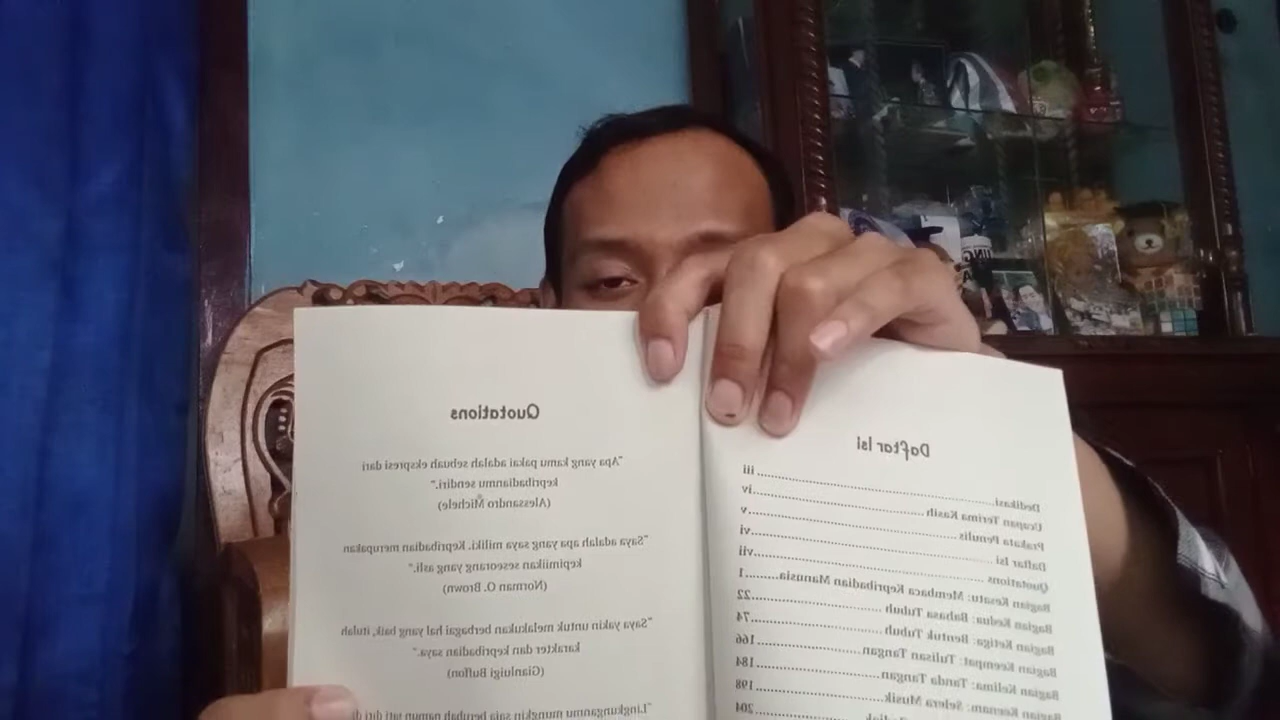 Daftar Isi
Dedikasi..........iii
Ucapan Terima Kasih..........iv
Prakata Penulis..........v
Daftar Isi..........vi
Quotations..........vii
Bagian Kesatu: Membaca Kepribadian Manusia..........1
Bagian Kedua: Bahasa Tubuh..........22
Bagian Ketiga: Bentuk Tubuh..........74
Bagian Keempat: Tulisan Tangan..........166
Bagian Kelima: Tanda Tangan..........184
Bagian Keenam: Selera Musik..........198
204
Quotations
"Apa yang kamu pakai adalah sebuah ekspresi dari
kepribadianmu sendiri."
(Alessandro Michele)
"Saya adalah apa yang saya miliki. Kepribadian merupakan
kepimilikan seseorang yang asli."
(Norman O. Brown)
"Saya yakin untuk melakukan berbagai hal yang baik, itulah
karakter dan kepribadian saya."
(Gianluigi Buffon)
"Lingkunganmu mungkin saja berubah namun jati diri di